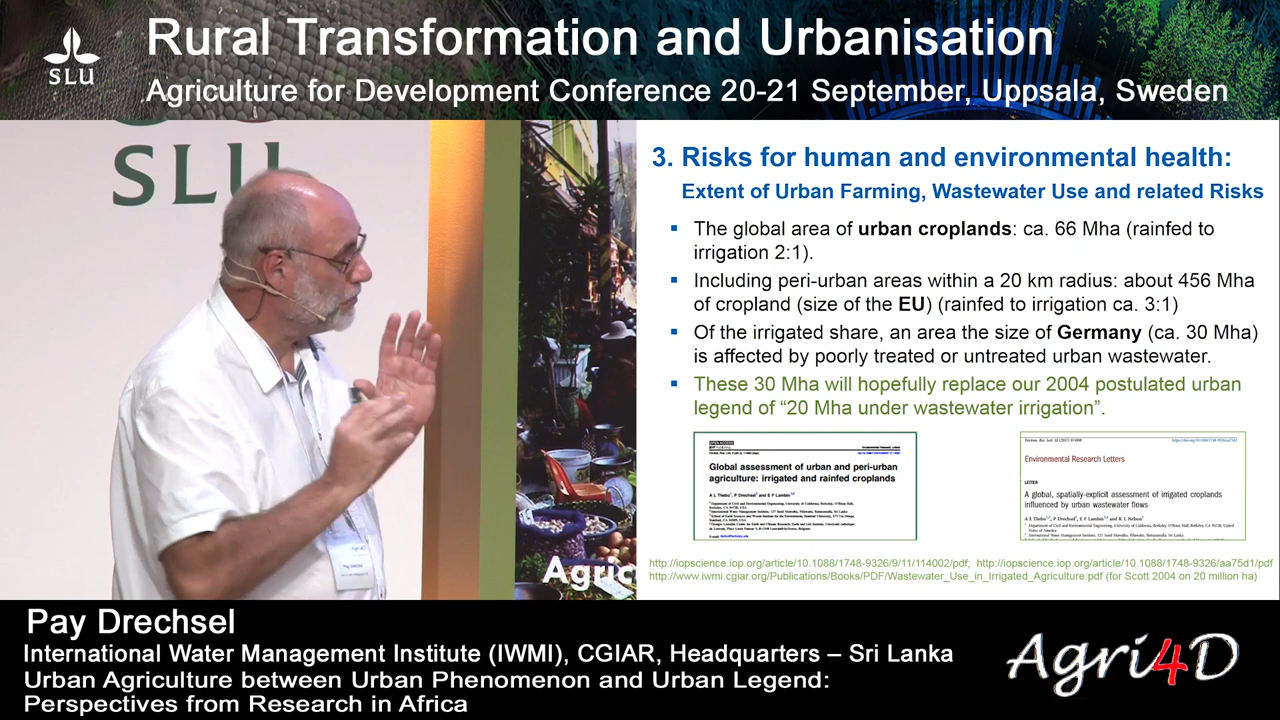 SLU
Rural Transformation and Urbanisation
Agriculture for Development Conference 20-21 September, Uppsala, Sweden
SLU
Agric
3. Risks for human and environmental health:
Extent of Urban Farming, Wastewater Use and related Risks
▪ The global area of urban croplands: ca. 66 Mha (rainfed to
irrigation 2:1).
▪ Including peri-urban areas within a 20 km radius: about 456 Mha
of cropland (size of the EU) (rainfed to irrigation ca. 3:1)
▪ Of the irrigated share, an area the size of Germany (ca. 30 Mha)
is affected by poorly treated or untreated urban wastewater.
▪ These 30 Mha will hopefully replace our 2004 postulated urban
legend of “20 Mha under wastewater irrigation”.
Global assessment of urban and peri-urban
agriculture: irrigated and rainfed croplands
A L Thebo, P Drechsel and E F Lambin
Environmental Research Letters
LETTER
A global, spatially-explicit assessment of irrigated croplands
influenced by urban wastewater flows
A L Thebo, P Drechsel, E F Lambin and K L Nelson
http://iopscience.iop.org/article/10.1088/1748-9326/9/11/114002/pdf; http://iopscience.iop.org/article/10.1088/1748-9326/aa75d1/pdf
http://www.iwmi.cgiar.org/Publications/Books/PDF/Wastewater_Use_in_Irrigated_Agriculture.pdf (for Scott 2004 on 20 million ha)
Pay Drechsel
International Water Management Institute (IWMI), CGIAR, Headquarters – Sri Lanka
Urban Agriculture between Urban Phenomenon and Urban Legend:
Perspectives from Research in Africa
Agri4D